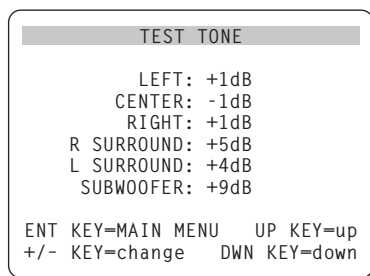 TEST TONE
LEFT: +1dB
CENTER: -1dB
RIGHT: +1dB
R SURROUND: +5dB
L SURROUND: +4dB
SUBWOOFER: +9dB
ENT KEY=MAIN MENU UP KEY=up
+/- KEY=change DWN KEY=down